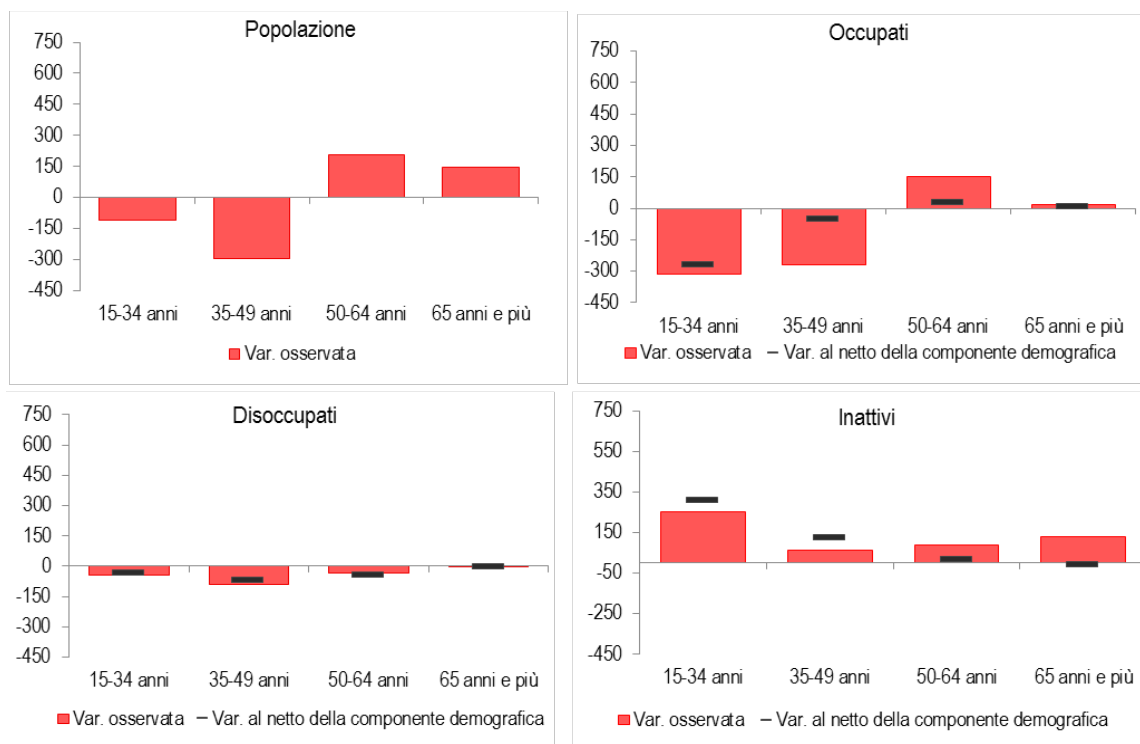 Popolazione
750
600
450
300
150
0
-150
-300
-450
15-34 anni 35-49 anni 50-64 anni 65 anni e più
Var. osservata
Occupati
750
600
450
300
150
0
-150
-300
-450
15-34 anni 35-49 anni 50-64 anni 65 anni e più
Var. osservata Var. al netto della componente demografica
Disoccupati
750
600
450
300
150
0
-150
-300
-450
15-34 anni 35-49 anni 50-64 anni 65 anni e più
Var. osservata Var. al netto della componente demografica
Inattivi
750
550
350
150
-50
-250
-450
15-34 anni 35-49 anni 50-64 anni 65 anni e più
Var. osservata Var. al netto della componente demografica